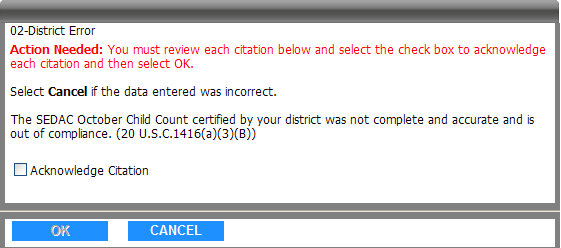 02-District Error
Action Needed: You must review each citation below and select the check box to acknowledge
each citation and then select OK.
Select Cancel if the data entered was incorrect.
The SEDAC October Child Count certified by your district was not complete and accurate and is
out of compliance. (20 U.S.C.1416(a)(3)(B))
Acknowledge Citation
OK CANCEL